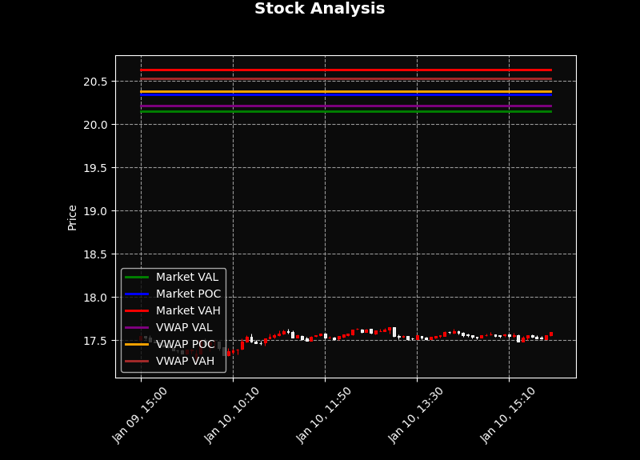 Stock Analysis
20.5
20.0
19.5
19.0
18.5
18.0
17.5
Price
Market VAL
Market POC
Market VAH
VWAP VAL
VWAP POC
VWAP VAH
Jan 09, 15:00
Jan 10, 10:10
Jan 10, 11:50
Jan 10, 13:30
Jan 10, 15:10